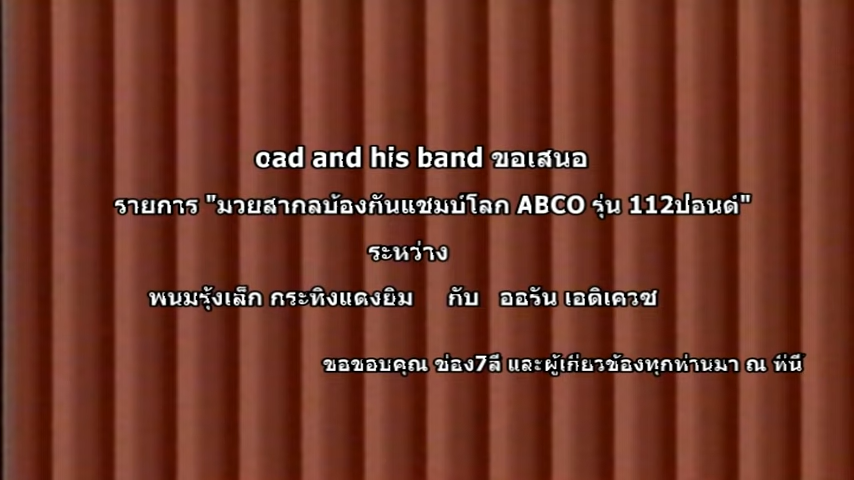 oad and his band ขอเสนอ
รายการ "มวยสากลป้องกันแชมป์โลก ABCO รุ่น 112ปอนด์"
ระหว่าง
พนมรุ้งเล็ก กระทิงแดงยิม กับ ออรัน เอดิเควซ
ขอขอบคุณ ช่อง7สี และผู้เกี่ยวข้องทุกท่านมา ณ ที่นี้